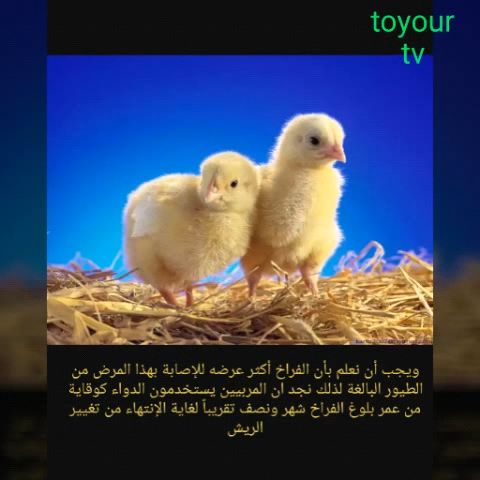 toyour
tv
ويجب أن نعلم بأن الفراخ أكثر عرضه للإصابة بهذا المرض من
الطيور البالغة لذلك نجد ان المربيين يستخدمون الدواء كوقاية
من عمر بلوغ الفراخ شهر ونصف تقريباً لغاية الإنتهاء من تغيير
الريش